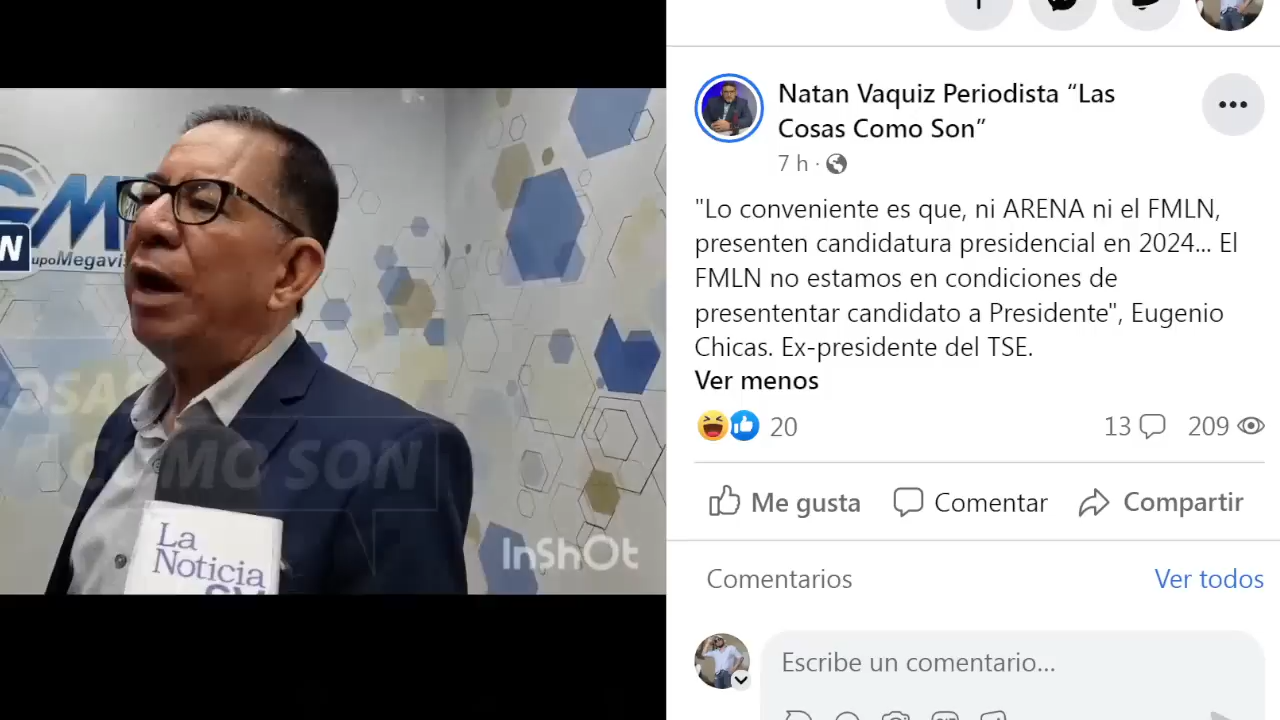 GMV
upoMegavis
N
COSAS
COMO SON
La
Noticia
SV
InShOt
Natan Vaquiz Periodista “Las
Cosas Como Son”
7 h ·
"Lo conveniente es que, ni ARENA ni el FMLN,
presenten candidatura presidencial en 2024... El
FMLN no estamos en condiciones de
presententar candidato a Presidente", Eugenio
Chicas. Ex-presidente del TSE.
Ver menos
20
13
209
Me gusta
Comentar
Compartir
Comentarios
Ver todos
Escribe un comentario...